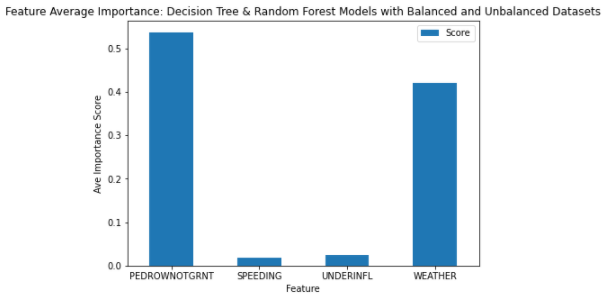 Feature Average Importance: Decision Tree & Random Forest Models with Balanced and Unbalanced Datasets
Score
0.5
0.4
0.3
0.2
0.1
0.0
Ave Importance Score
PEDROWNOTGRNT SPEEDING UNDERINFL WEATHER
Feature